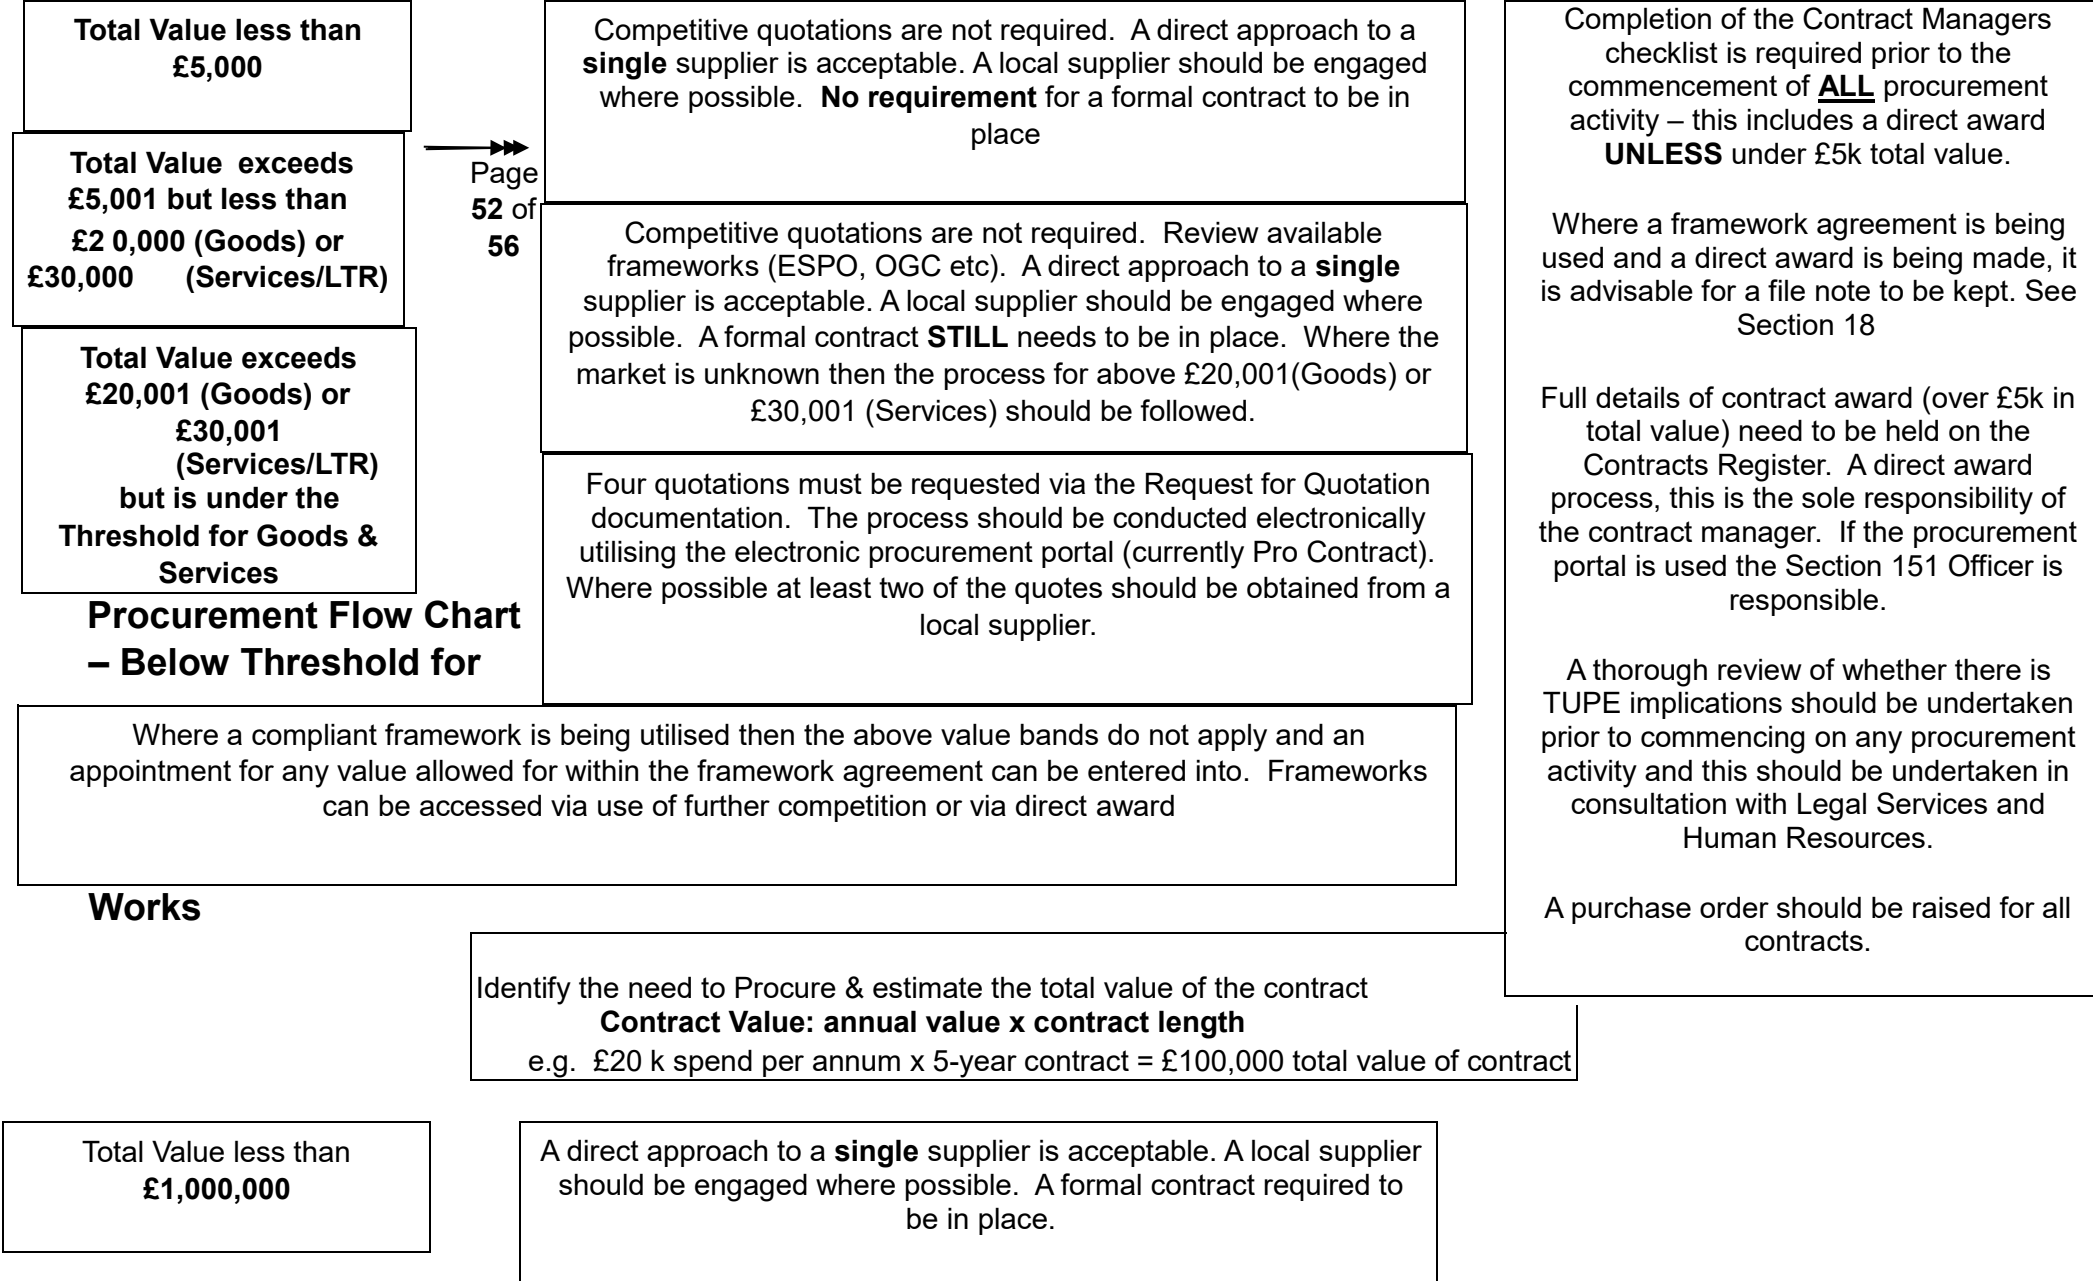 Total Value less than
£5,000
Competitive quotations are not required. A direct approach to a
single supplier is acceptable. A local supplier should be engaged
where possible. No requirement for a formal contract to be in
place
Total Value exceeds
£5,001 but less than
£2 0,000 (Goods) or
£30,000 (Services/LTR)
Page
52 of
56
Competitive quotations are not required. Review available
frameworks (ESPO, OGC etc). A direct approach to a single
supplier is acceptable. A local supplier should be engaged where
possible. A formal contract STILL needs to be in place. Where the
market is unknown then the process for above £20,001(Goods) or
£30,001 (Services) should be followed.
Total Value exceeds
£20,001 (Goods) or
£30,001
(Services/LTR)
but is under the
Threshold for Goods &
Services
Four quotations must be requested via the Request for Quotation
documentation. The process should be conducted electronically
utilising the electronic procurement portal (currently Pro Contract).
Where possible at least two of the quotes should be obtained from a
local supplier.
Completion of the Contract Managers
checklist is required prior to the
commencement of ALL procurement
activity – this includes a direct award
UNLESS under £5k total value.
Where a framework agreement is being
used and a direct award is being made, it
is advisable for a file note to be kept. See
Section 18
Full details of contract award (over £5k in
total value) need to be held on the
Contracts Register. A direct award
process, this is the sole responsibility of
the contract manager. If the procurement
portal is used the Section 151 Officer is
responsible.
A thorough review of whether there is
TUPE implications should be undertaken
prior to commencing on any procurement
activity and this should be undertaken in
consultation with Legal Services and
Human Resources.
A purchase order should be raised for all
contracts.
Procurement Flow Chart
– Below Threshold for
Where a compliant framework is being utilised then the above value bands do not apply and an
appointment for any value allowed for within the framework agreement can be entered into. Frameworks
can be accessed via use of further competition or via direct award
Works
Identify the need to Procure & estimate the total value of the contract
Contract Value: annual value x contract length
e.g. £20 k spend per annum x 5-year contract = £100,000 total value of contract
Total Value less than
£1,000,000
A direct approach to a single supplier is acceptable. A local supplier
should be engaged where possible. A formal contract required to
be in place.